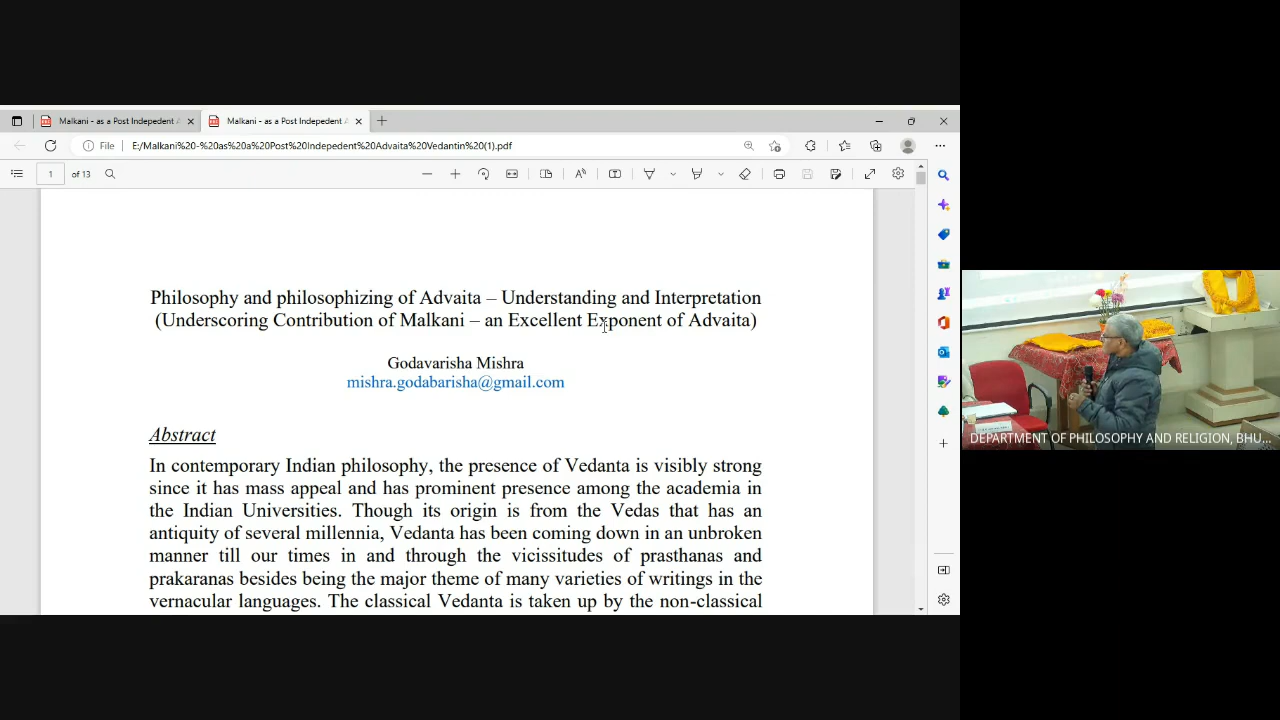 Malkani - as a Post Indepedent A
Malkani - as a Post Indepedent A
File
E:/Malkani%20-%20as%20a%20Post%20Indepedent%20Advaita%20Vedantin%20(1).pdf
1 of 13
Philosophy and philosophizing of Advaita – Understanding and Interpretation
(Underscoring Contribution of Malkani – an Excellent Exponent of Advaita)
Godavarisha Mishra
mishra.godabarisha@gmail.com
Abstract
In contemporary Indian philosophy, the presence of Vedanta is visibly strong
since it has mass appeal and has prominent presence among the academia in
the Indian Universities. Though its origin is from the Vedas that has an
antiquity of several millennia, Vedanta has been coming down in an unbroken
manner till our times in and through the vicissitudes of prasthanas and
prakaranas besides being the major theme of many varieties of writings in the
vernacular languages. The classical Vedanta is taken up by the non-classical
DEPARTMENT OF PHILOSOPHY AND RELIGION, BHU...